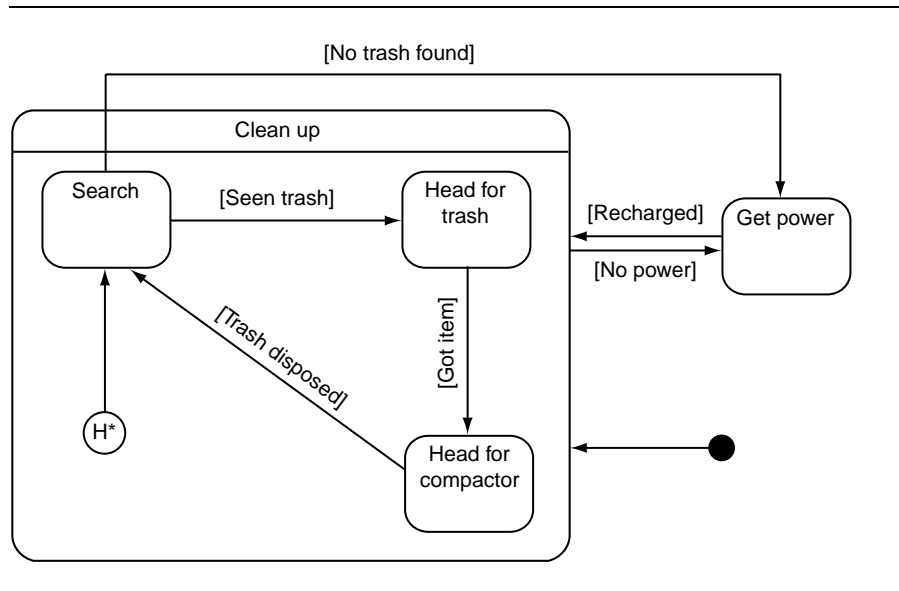 [No trash found]
Clean up
Search
[Seen trash]
Head for
trash
[Recharged]
Get power
[No power]
[Trash disposed]
[Got item]
H*
Head for
compactor